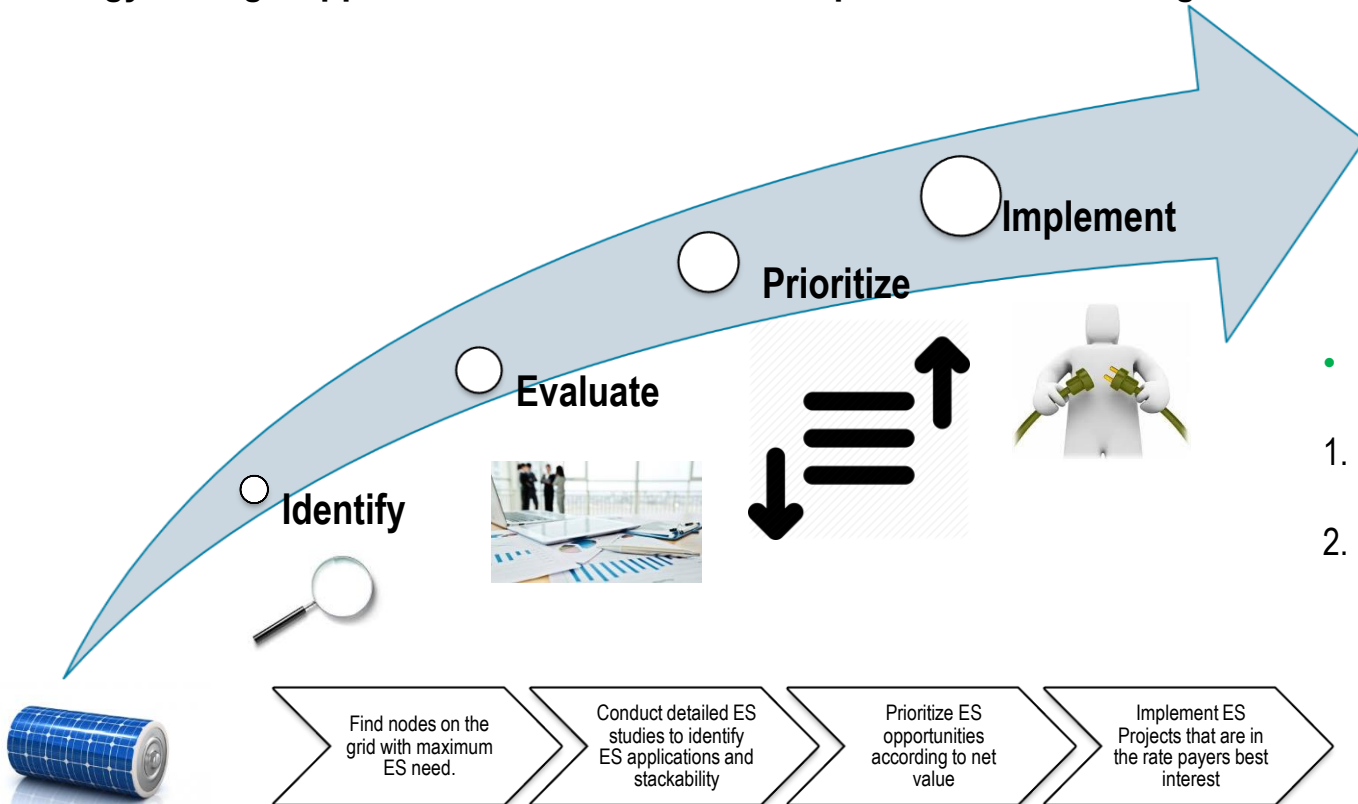 Identify
Evaluate
Prioritize
Implement
•
1.
2.
Find nodes on the
grid with maximum
ES need.
Conduct detailed ES
studies to identify
ES applications and
stackability
Prioritize ES
opportunities
according to net
value
Implement ES
Projects that are in
the rate payers best
interest